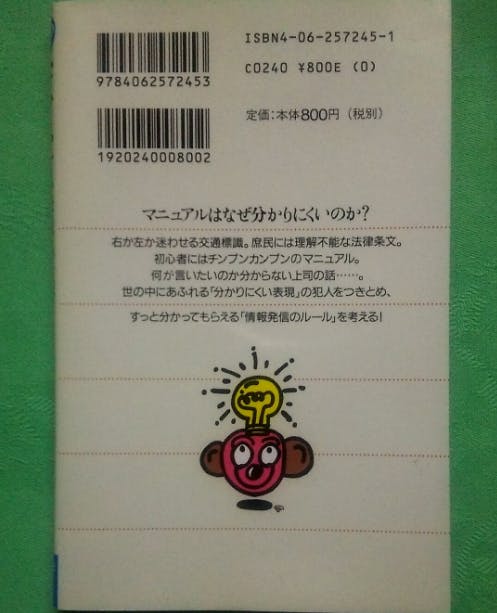 ISBN4-06-257245-1
9784062572453
C0240 ¥800E (0)
定価:本体800円(税別)
1920240008002
マニュアルはなぜ分かりにくいのか?
右か左か迷わせる交通標識。庶民には理解不能な法律条文。
初心者にはチンプンカンプンのマニュアル。
何が言いたいのか分からない上司の話……。
世の中にあふれる「分かりにくい表現」の犯人をつきとめ、
すっと分かってもらえる「情報発信のルール」を考える!